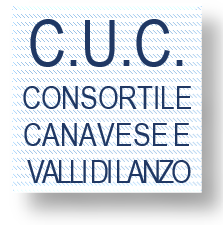 C.U.C.
CONSORTILE
CANAVESE E
VALLI DI LANZO